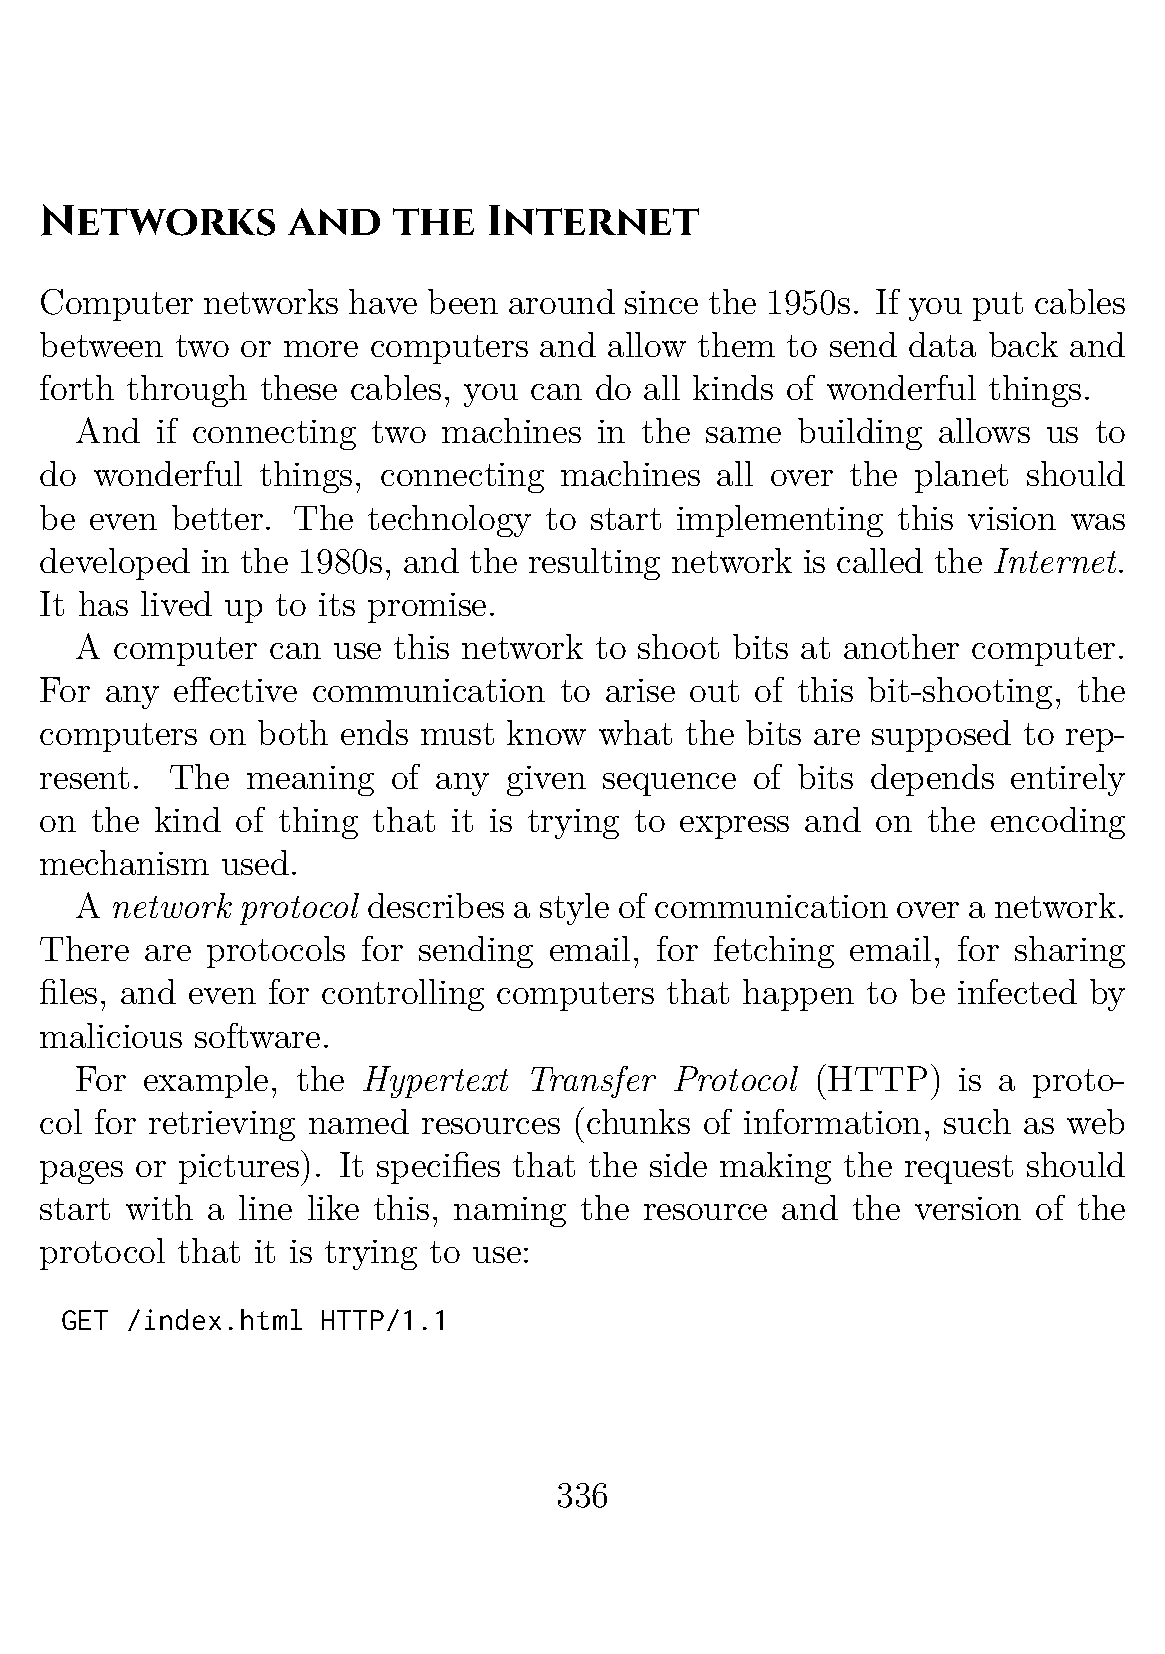 Networks and the Internet
Computer networks have been around since the 1950s. If you put cables
between two or more computers and allow them to send data back and
forth through these cables, you can do all kinds of wonderful things.
And if connecting two machines in the same building allows us to
do wonderful things, connecting machines all over the planet should
be even better. The technology to start implementing this vision was
developed in the 1980s, and the resulting network is called the Internet.
It has lived up to its promise.
A computer can use this network to shoot bits at another computer.
For any effective communication to arise out of this bit-shooting, the
computers on both ends must know what the bits are supposed to rep-
resent. The meaning of any given sequence of bits depends entirely
on the kind of thing that it is trying to express and on the encoding
mechanism used.
A network protocol describes a style of communication over a network.
There are protocols for sending email, for fetching email, for sharing
files, and even for controlling computers that happen to be infected by
malicious software.
For example, the Hypertext Transfer Protocol (HTTP) is a proto-
col for retrieving named resources (chunks of information, such as web
pages or pictures). It specifies that the side making the request should
start with a line like this, naming the resource and the version of the
protocol that it is trying to use:
GET /index.html HTTP/1.1
336